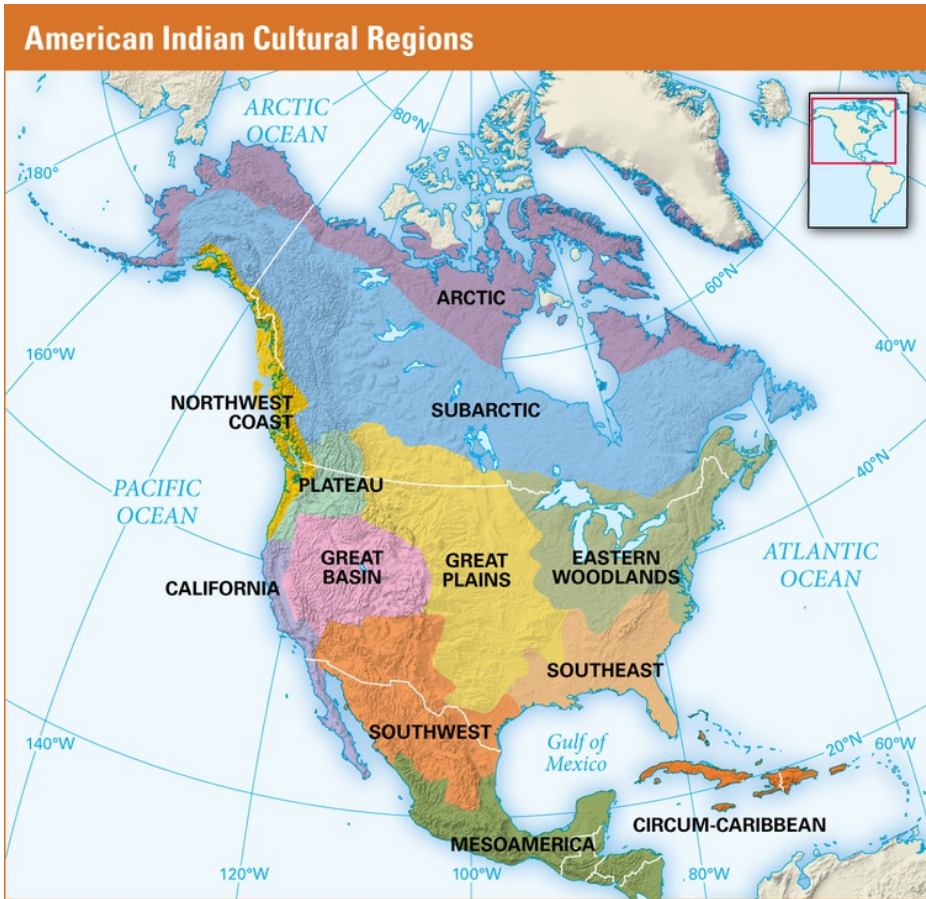 American Indian Cultural Regions
ARCTIC
OCEAN
80°N
180°
60°N
ARCTIC
160°W
40°W
NORTHWEST
COAST
SUBARCTIC
40°N
PLATEAU
PACIFIC
OCEAN
GREAT
BASIN
GREAT
PLAINS
EASTERN
WOODLANDS
ATLANTIC
OCEAN
CALIFORNIA
SOUTHEAST
SOUTHWEST
Gulf of
Mexico
140°W
20°N
60°W
CIRCUM-CARIBBEAN
MESOAMERICA
120°W
100°W
80°W